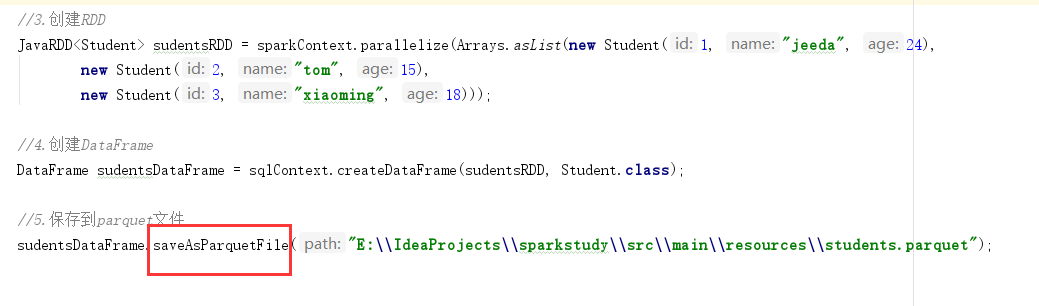 //3.创建RDD
JavaRDD<Student> sudentsRDD = sparkContext.parallelize(Arrays.asList(new Student( id: 1, name: "jeeda", age: 24),
new Student( id: 2, name: "tom", age: 15),
new Student( id: 3, name: "xiaoming", age: 18)));
//4.创建DataFrame
DataFrame sudentsDataFrame = sqlContext.createDataFrame(sudentsRDD, Student.class);
//5.保存到parquet文件
sudentsDataFrame.saveAsParquetFile( path: "E:\\IdeaProjects\\sparkstudy\\src\\main\\resources\\students.parquet");